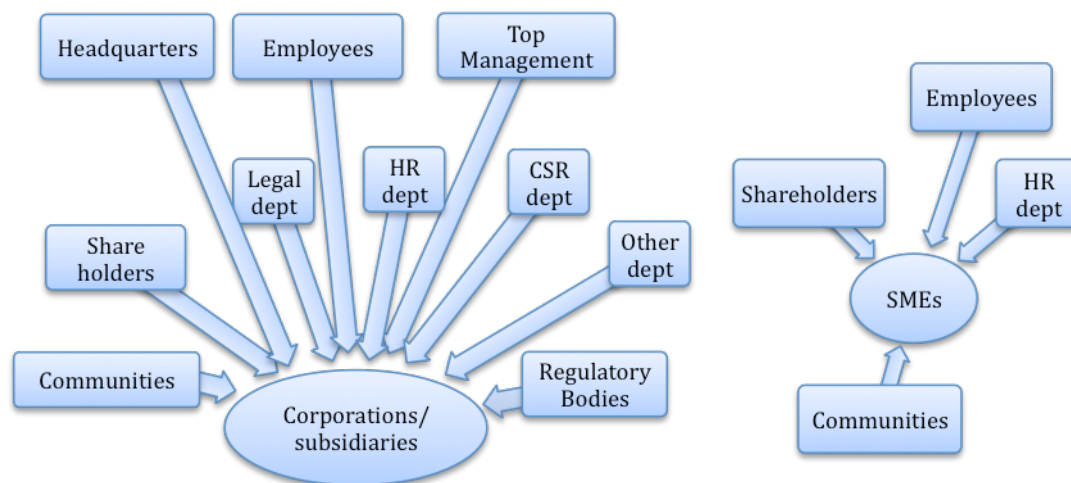 Headquarters
Employees
Top
Management
Legal
dept
HR
dept
CSR
dept
Share
holders
Other
dept
Communities
Regulatory
Bodies
Corporations/
subsidiaries
Employees
Shareholders
HR
dept
SMEs
Communities